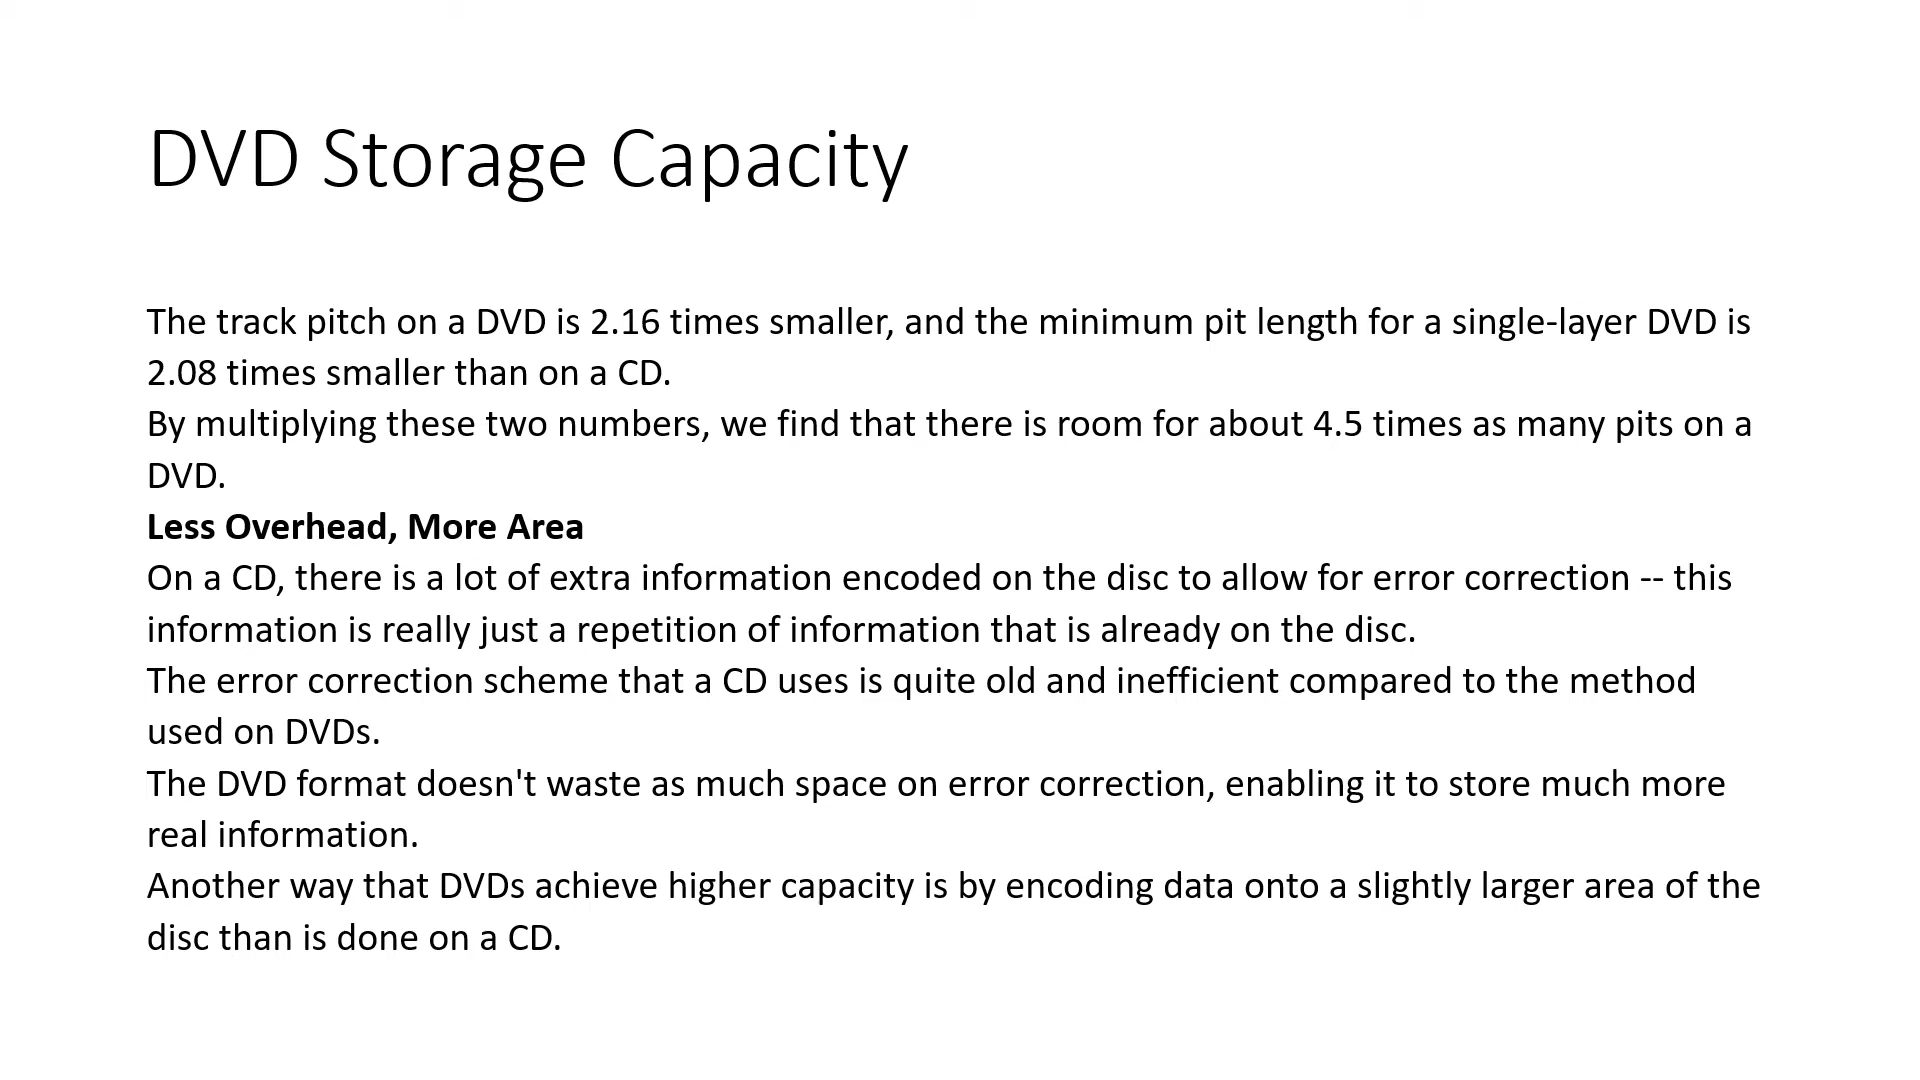 DVD Storage Capacity
The track pitch on a DVD is 2.16 times smaller, and the minimum pit length for a single-layer DVD is
2.08 times smaller than on a CD.
By multiplying these two numbers, we find that there is room for about 4.5 times as many pits on a
DVD.
Less Overhead, More Area
On a CD, there is a lot of extra information encoded on the disc to allow for error correction -- this
information is really just a repetition of information that is already on the disc.
The error correction scheme that a CD uses is quite old and inefficient compared to the method
used on DVDs.
The DVD format doesn't waste as much space on error correction, enabling it to store much more
real information.
Another way that DVDs achieve higher capacity is by encoding data onto a slightly larger area of the
disc than is done on a CD.